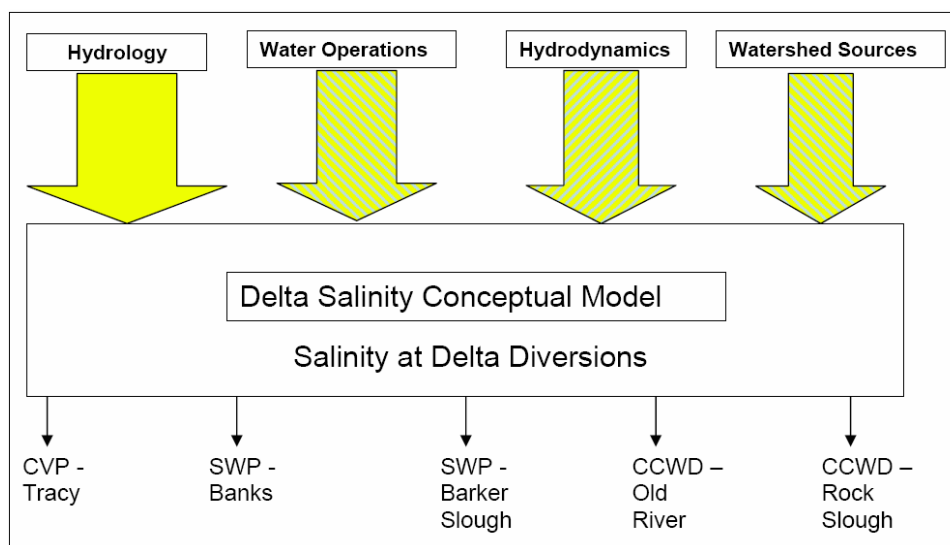 Hydrology
Water Operations
Hydrodynamics
Watershed Sources
Delta Salinity Conceptual Model
Salinity at Delta Diversions
CVP -
Tracy
SWP -
Banks
SWP -
Barker
Slough
CCWD –
Old
River
CCWD –
Rock
Slough